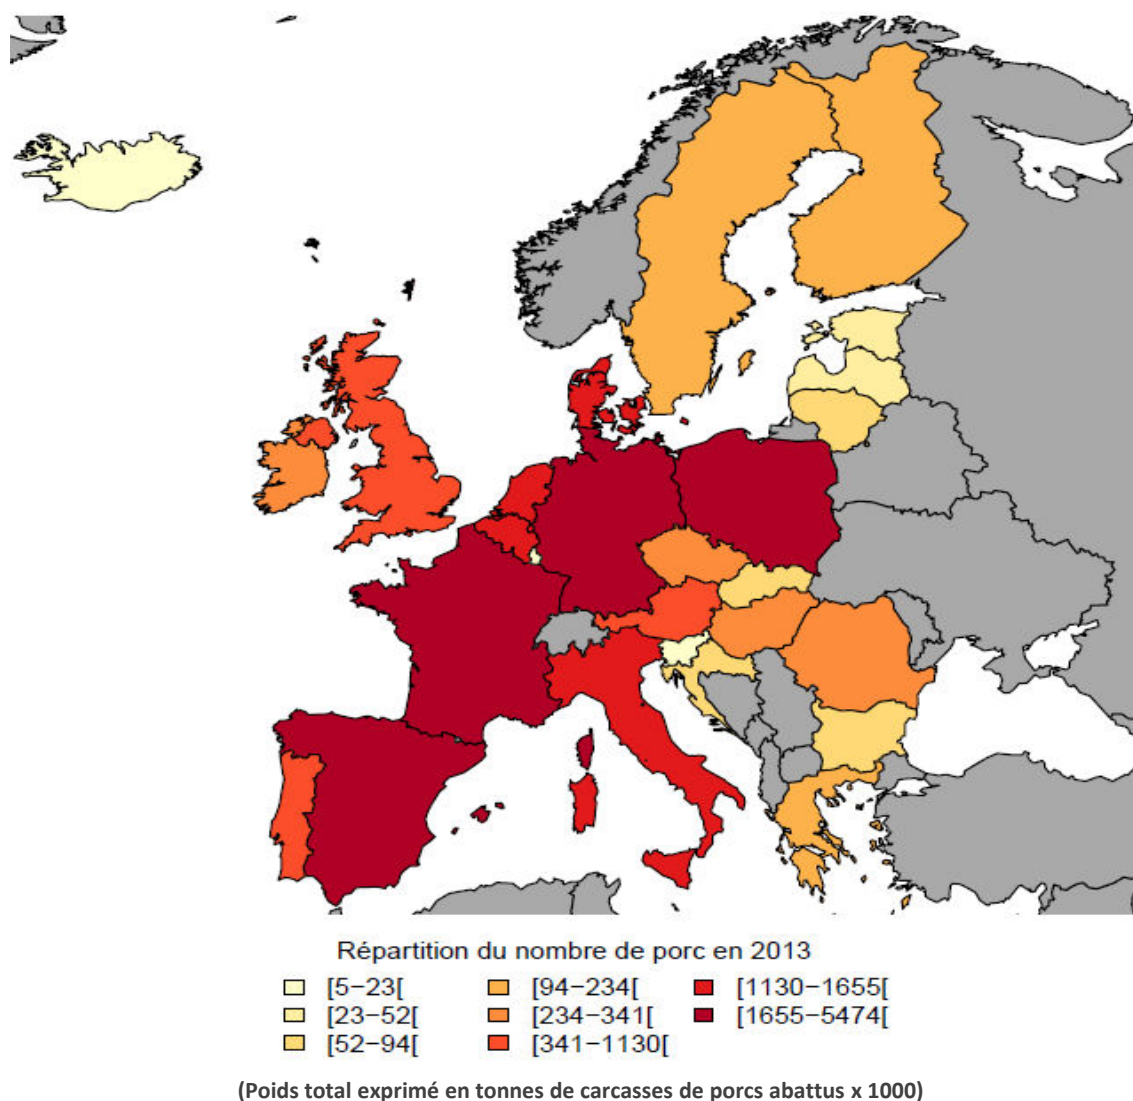 Répartition du nombre de porc en 2013
[5−23[ [94−234[ [1130−1655[
[23−52[ [234−341[ [1655−5474[
[52−94[ [341−1130[
(Poids total exprimé en tonnes de carcasses de porcs abattus x 1000)